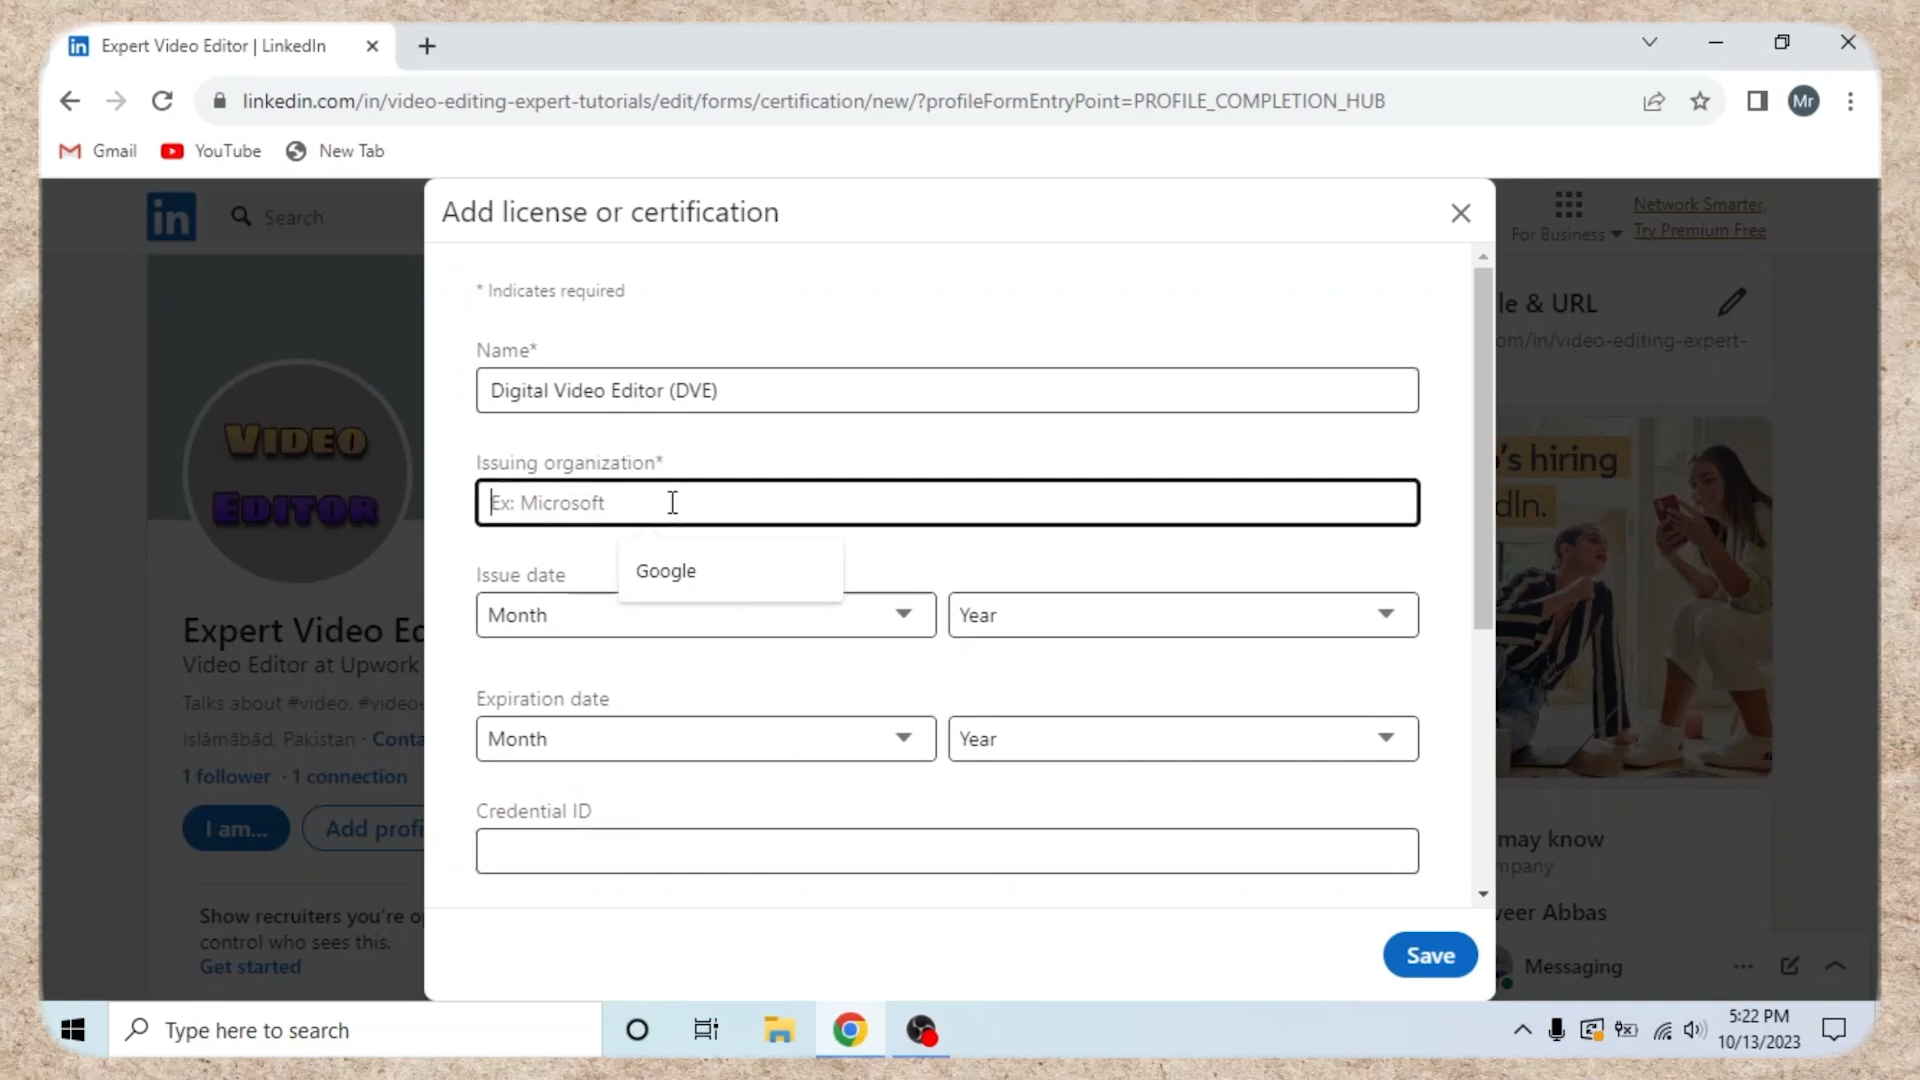 Expert Video Editor | LinkedIn
linkedin.com/in/video-editing-expert-tutorials/edit/forms/certification/new/?profileFormEntryPoint=PROFILE_COMPLETION_HUB
Mr
Gmail
YouTube
New Tab
in
Search
For Business
Network Smarter,
Try Premium Free
Add license or certification
* Indicates required
Name*
Digital Video Editor (DVE)
Issuing organization*
Ex: Microsoft
Google
Issue date
Month
Year
Expiration date
Month
Year
Credential ID
Save
le & URL
om/in/video-editing-expert-
's hiring
dIn.
VIDEO
EDITOR
Expert Video Ed
Video Editor at Upwork
Talks about #video, #videoe
Islāmābād, Pakistan · Conta
1 follower · 1 connection
I am...
Add profi
Show recruiters you're o
control who sees this.
Get started
may know
mpany
veer Abbas
Messaging
Type here to search
5:22 PM
10/13/2023